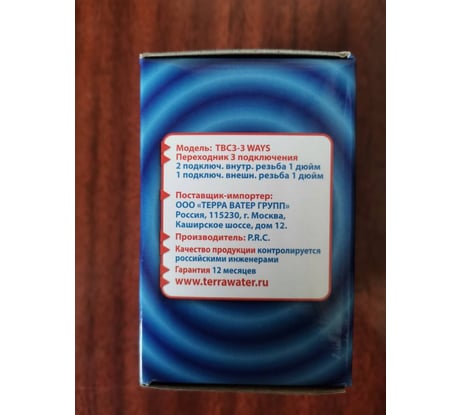 Модель: ТВС3-3 WAYS
Переходник 3 подключения
2 подключ. внутр. резьба 1 дюйм
1 подключ. внешн. резьба 1 дюйм
Поставщик-импортер:
ООО «ТЕРРА ВАТЕР ГРУПП»
Россия, 115230, г. Москва,
Каширское шоссе, дом 12.
Производитель: P.R.C.
Качество продукции контролируется
российскими инженерами
Гарантия 12 месяцев
www.terrawater.ru